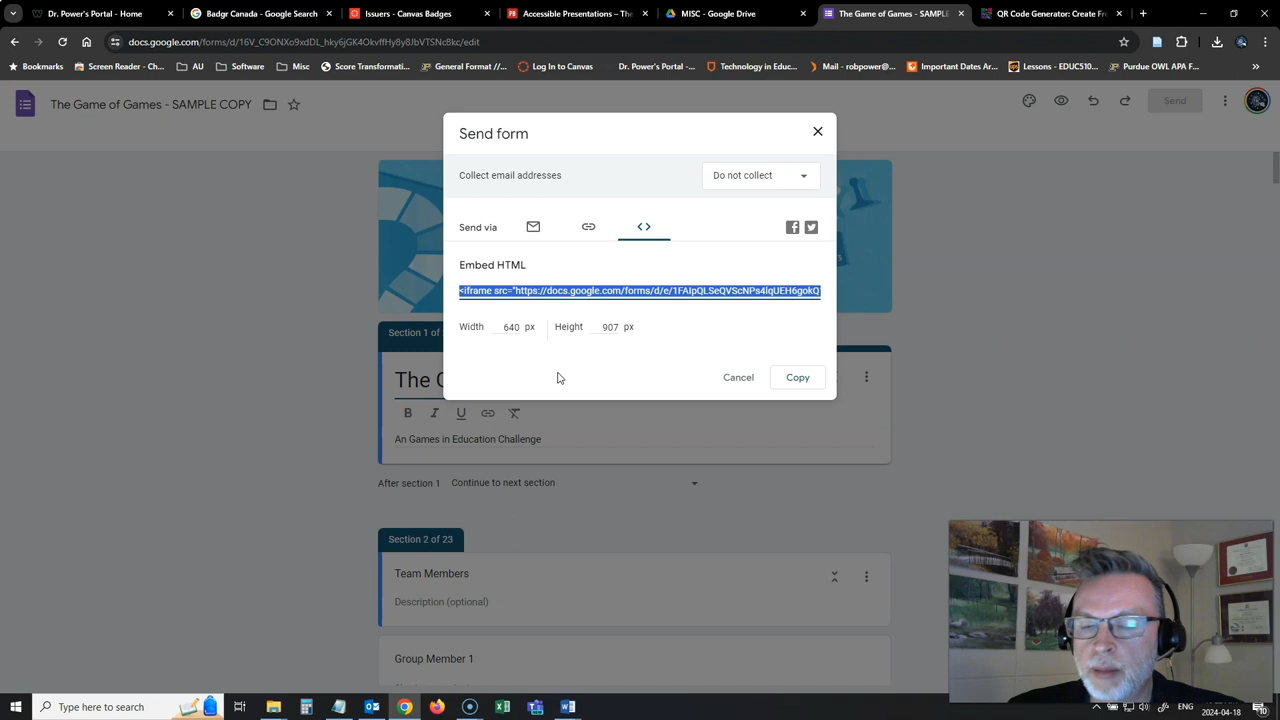 Dr. Power's Portal - Home
Badgr Canada - Google Search
Issuers - Canvas Badges
Accessible Presentations – The
MISC - Google Drive
The Game of Games - SAMPLE
QR Code Generator: Create Fre
docs.google.com/forms/d/16V_C9ONXo9xdDL_hky6jGK4OkvffHy8y8JbVTSNc8kc/edit
Bookmarks
Screen Reader - Ch...
AU
Software
Misc
Score Transformatio...
General Format //...
Log In to Canvas
Dr. Power's Portal -...
Technology in Educ...
Mail - robpower@...
Important Dates Ar...
Lessons - EDUC510...
Purdue OWL APA F...
The Game of Games - SAMPLE COPY
Send
Send form
Collect email addresses
Do not collect
Send via
Embed HTML
<iframe src="https://docs.google.com/forms/d/e/1FAIpQLSeQVScNPs4lqUEH6gokQ
Width 640 px Height 907 px
Cancel
Copy
Section 1 of
The G
B I U
An Games in Education Challenge
After section 1 Continue to next section
Section 2 of 23
Team Members
Description (optional)
Group Member 1
Type here to search
ENG
2024-04-18